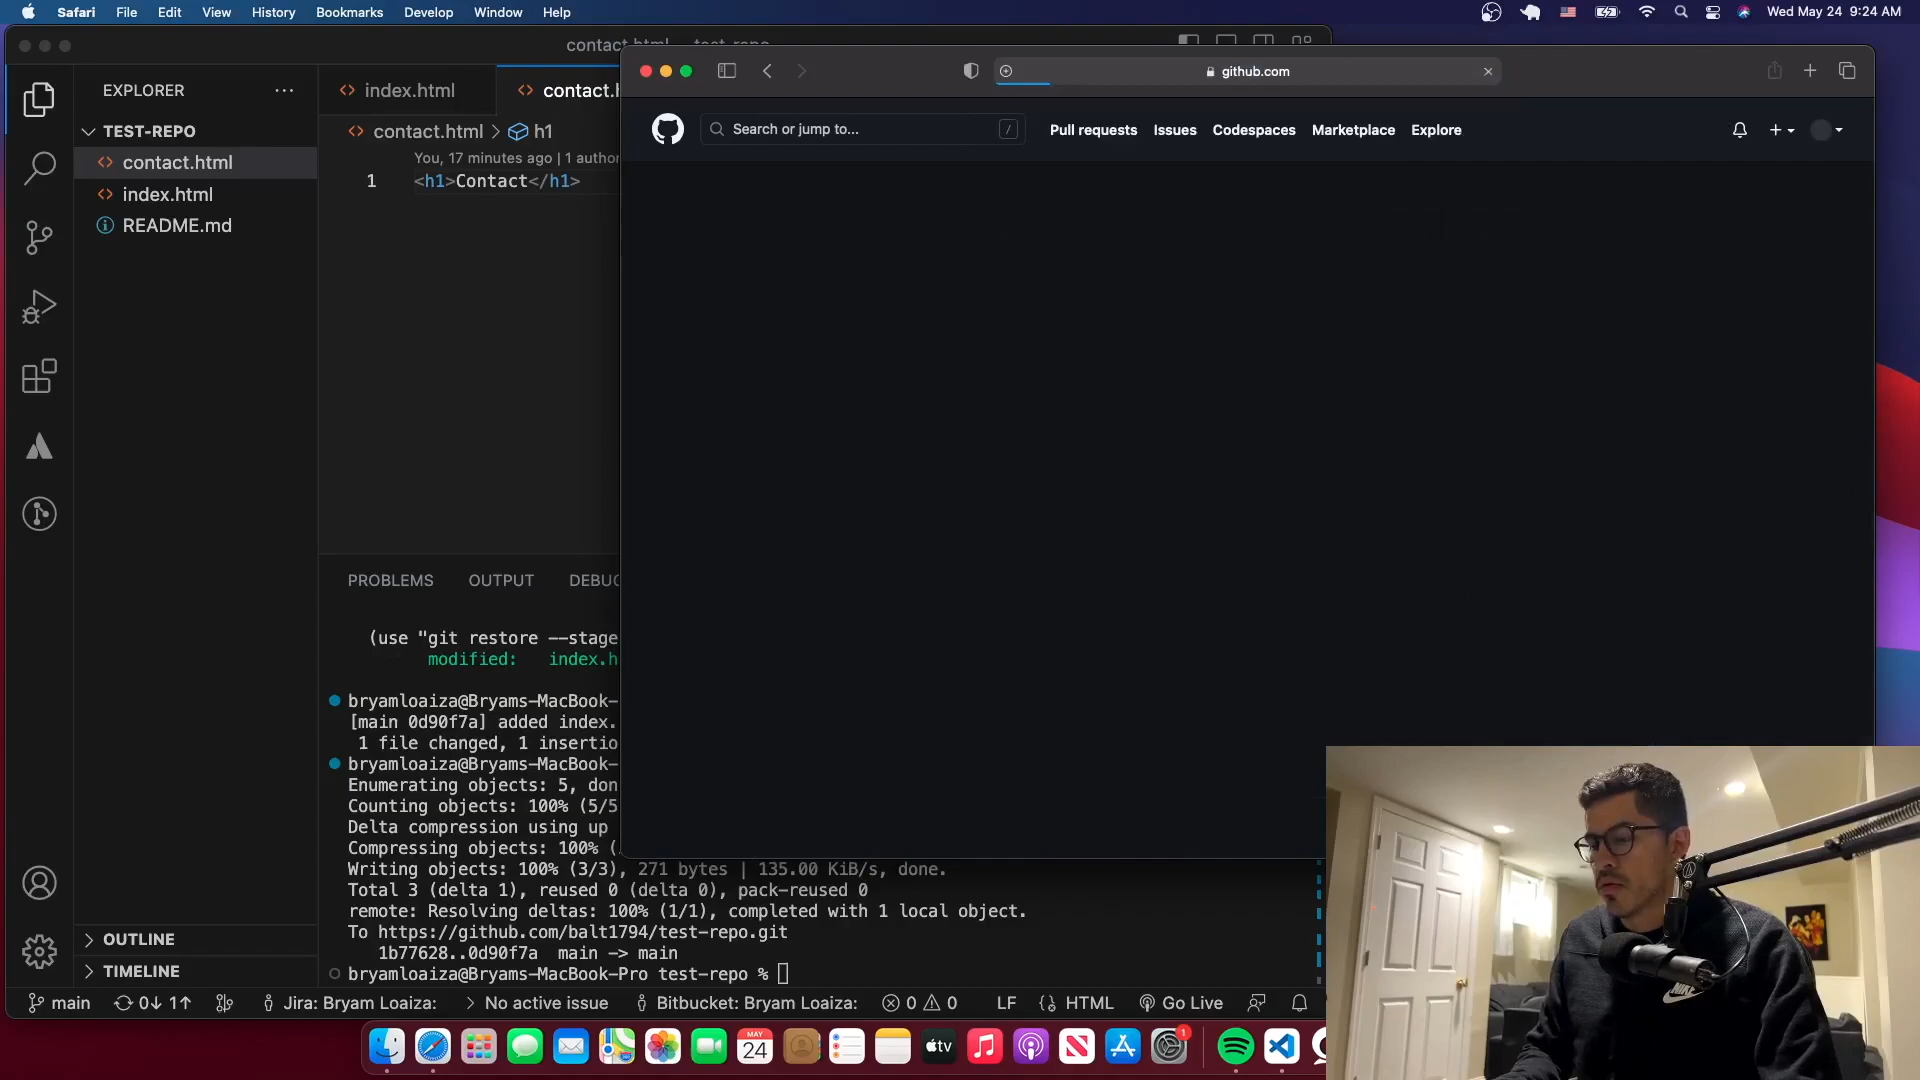 Safari File Edit View History Bookmarks Develop Window Help
Wed May 24 9:24 AM
EXPLORER
TEST-REPO
contact.html
index.html
README.md
OUTLINE
TIMELINE
index.html
contact.
contact.html > h1
You, 17 minutes ago | 1 author
1 <h1>Contact</h1>
github.com
Search or jump to... /
Pull requests Issues Codespaces Marketplace Explore
PROBLEMS OUTPUT DEBUG
(use "git restore --stage
modified: index.h
bryamloaiza@Bryams-MacBook-
[main 0d90f7a] added index.
1 file changed, 1 insertio
bryamloaiza@Bryams-MacBook-
Enumerating objects: 5, don
Counting objects: 100% (5/5
Delta compression using up
Compressing objects: 100% (
Writing objects: 100% (3/3), 271 bytes | 135.00 KiB/s, done.
Total 3 (delta 1), reused 0 (delta 0), pack-reused 0
remote: Resolving deltas: 100% (1/1), completed with 1 local object.
To https://github.com/balt1794/test-repo.git
1b77628..0d90f7a main -> main
bryamloaiza@Bryams-MacBook-Pro test-repo %
main 0↓ 1↑ Jira: Bryam Loaiza: No active issue Bitbucket: Bryam Loaiza: 0 0 LF HTML Go Live
MAY
24
tv
1